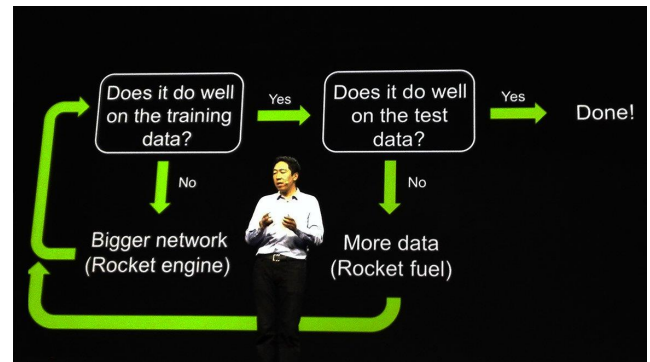 Does it do well
on the training
data?
Yes
Does it do well
on the test
data?
Yes
Done!
No
No
Bigger network
(Rocket engine)
More data
(Rocket fuel)